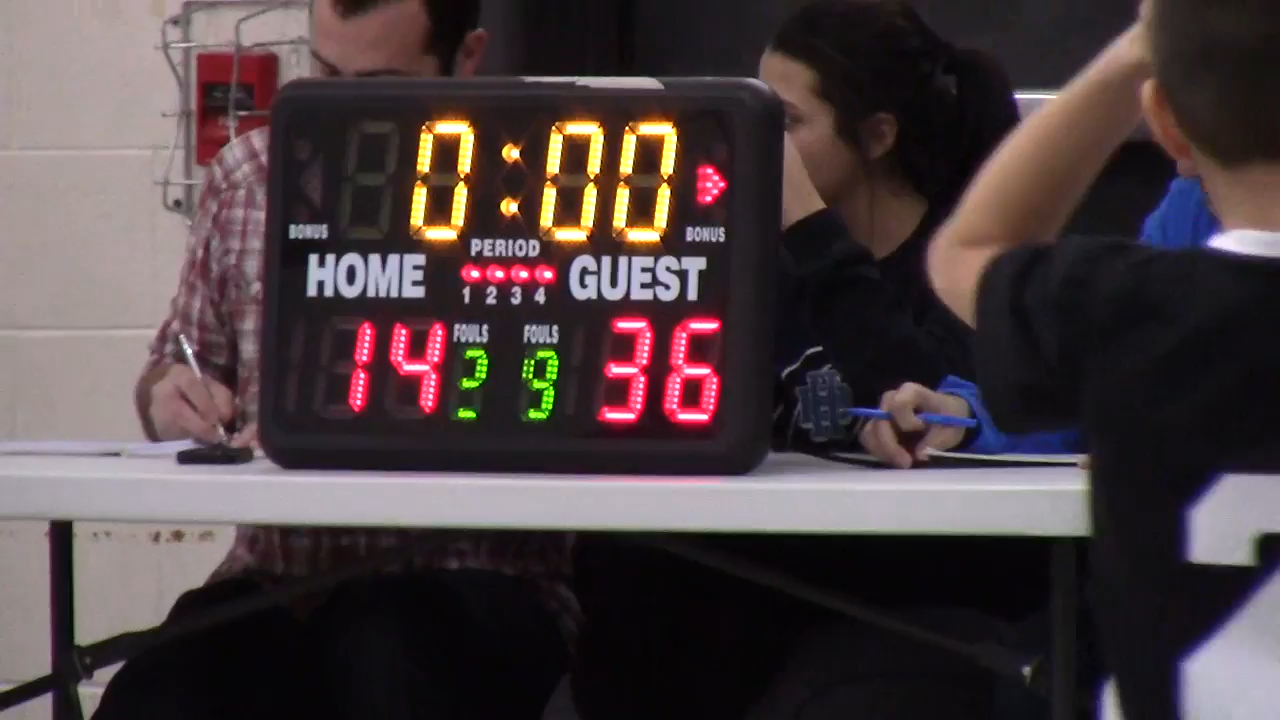 0:00
BONUS PERIOD BONUS
HOME 1 2 3 4 GUEST
FOULS FOULS
14 2 9 36